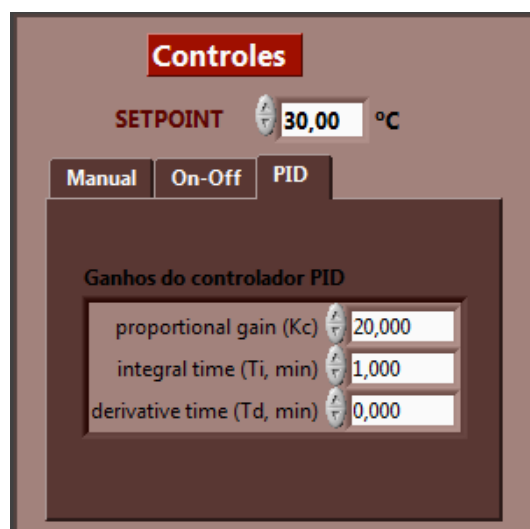 Controles
SETPOINT 30,00 ºC
Manual On-Off PID
Ganhos do controlador PID
proportional gain (Kc) 20,000
integral time (Ti, min) 1,000
derivative time (Td, min) 0,000